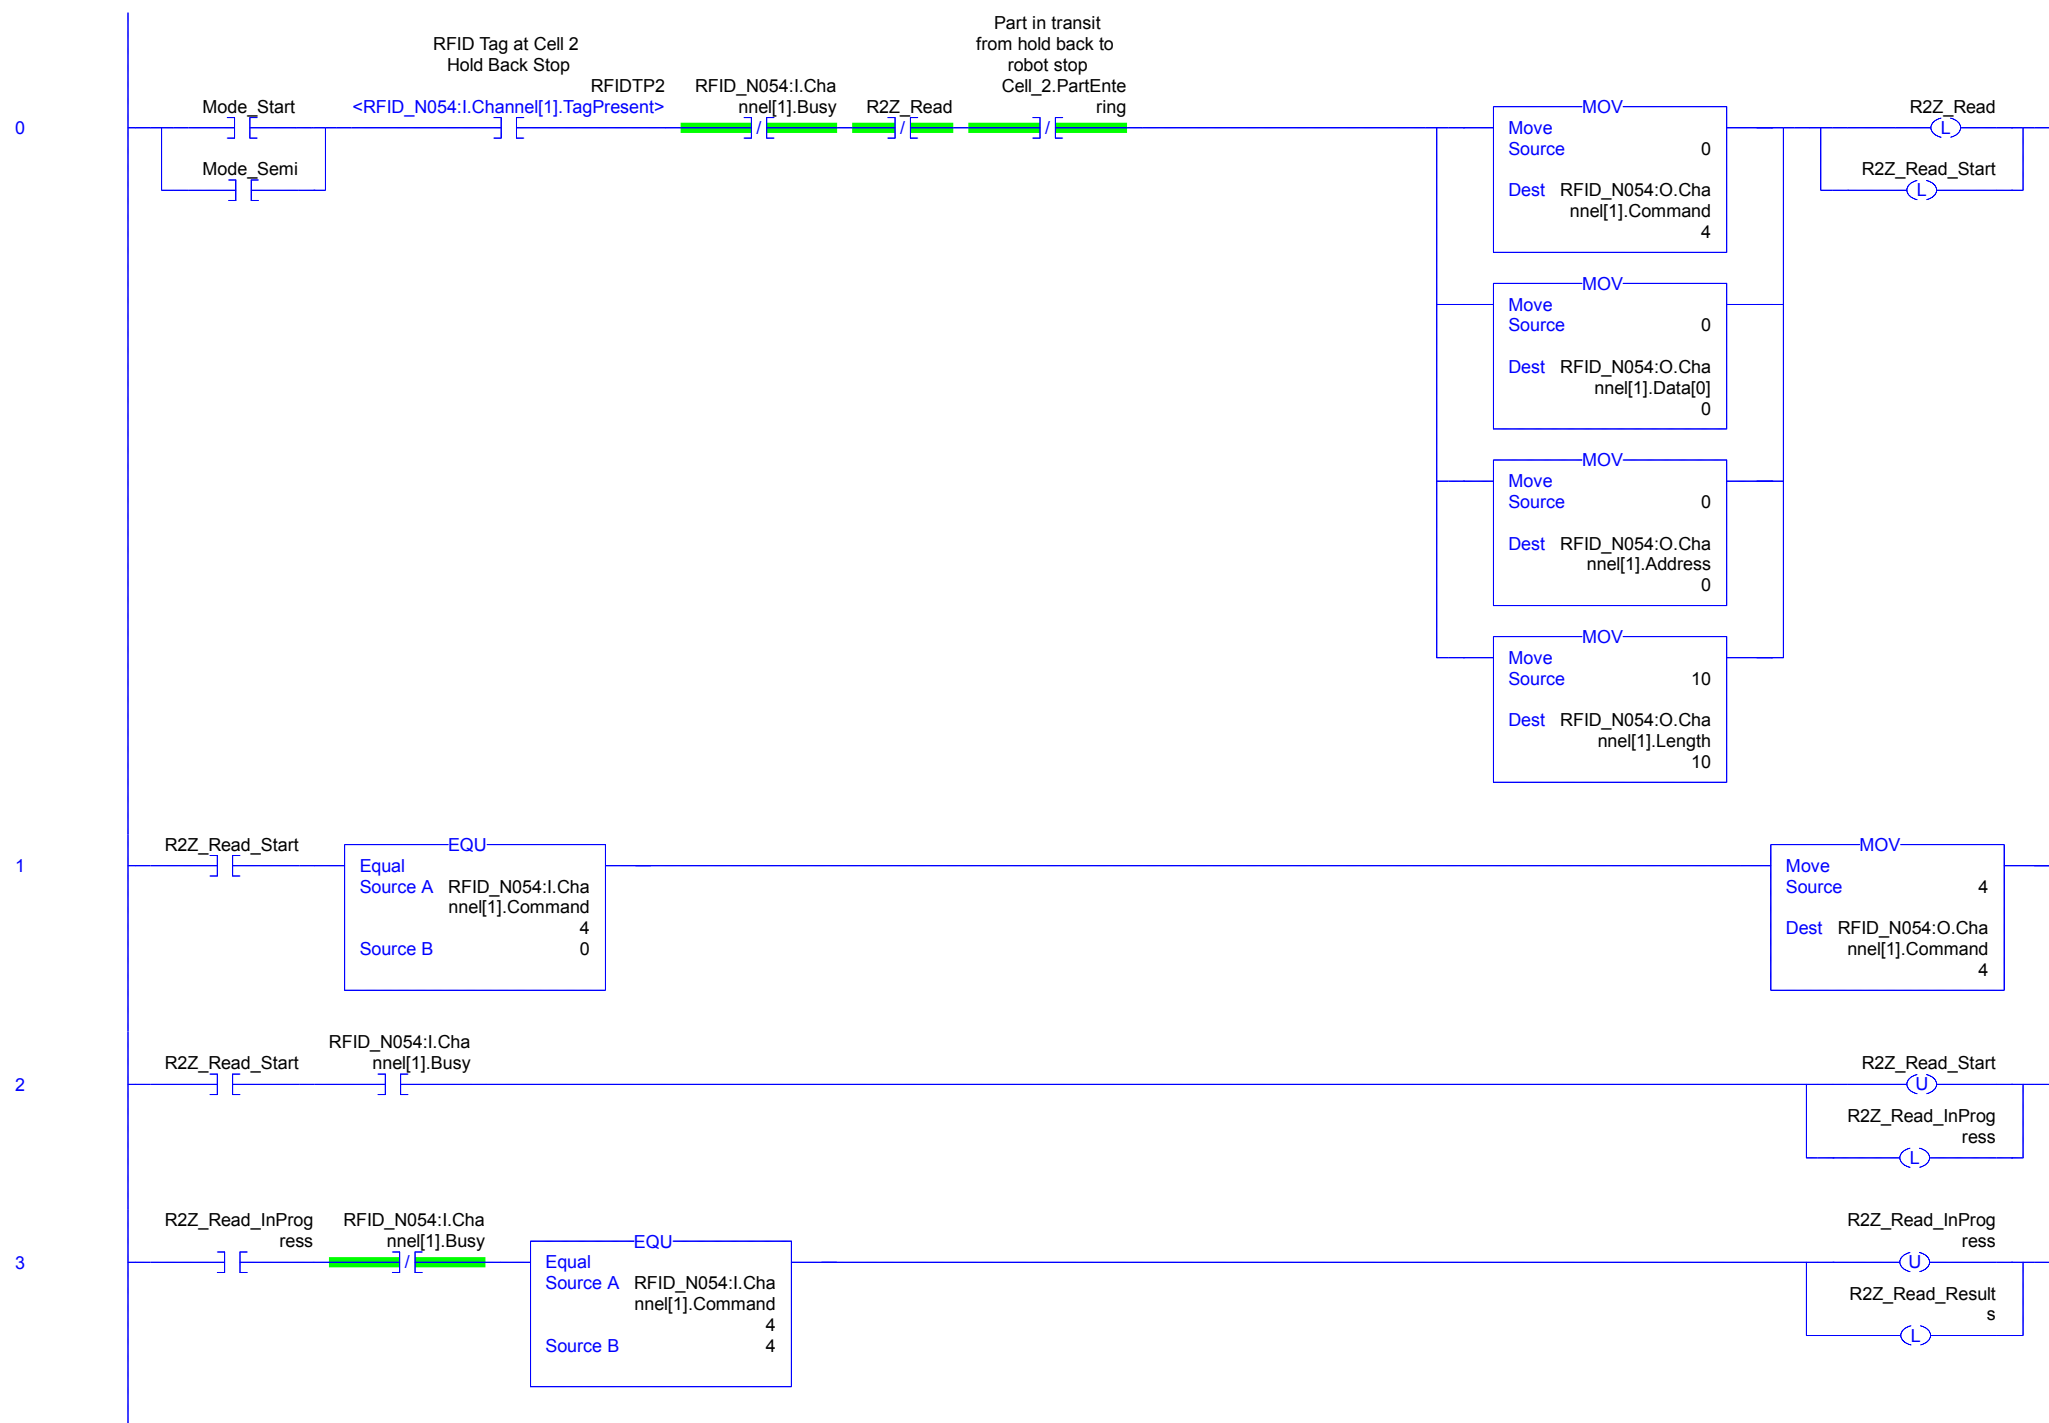 Part in transit
from hold back to
robot stop
RFID Tag at Cell 2
Hold Back Stop
0
Mode_Start
Mode_Semi
RFIDTP2
<RFID_N054:I.Channel[1].TagPresent>
RFID_N054:I.Cha
nnel[1].Busy
R2Z_Read
Cell_2.PartEnte
ring
MOV
Move
Source 0
Dest RFID_N054:O.Cha
nnel[1].Command
4
MOV
Move
Source 0
Dest RFID_N054:O.Cha
nnel[1].Data[0]
0
MOV
Move
Source 0
Dest RFID_N054:O.Cha
nnel[1].Address
0
MOV
Move
Source 10
Dest RFID_N054:O.Cha
nnel[1].Length
10
R2Z_Read
L
R2Z_Read_Start
L
1
R2Z_Read_Start
EQU
Equal
Source A RFID_N054:I.Cha
nnel[1].Command
4
Source B 0
MOV
Move
Source 4
Dest RFID_N054:O.Cha
nnel[1].Command
4
2
R2Z_Read_Start
RFID_N054:I.Cha
nnel[1].Busy
R2Z_Read_Start
U
R2Z_Read_InProg
ress
L
3
R2Z_Read_InProg
ress
RFID_N054:I.Cha
nnel[1].Busy
EQU
Equal
Source A RFID_N054:I.Cha
nnel[1].Command
4
Source B 4
R2Z_Read_InProg
ress
U
R2Z_Read_Result
s
L